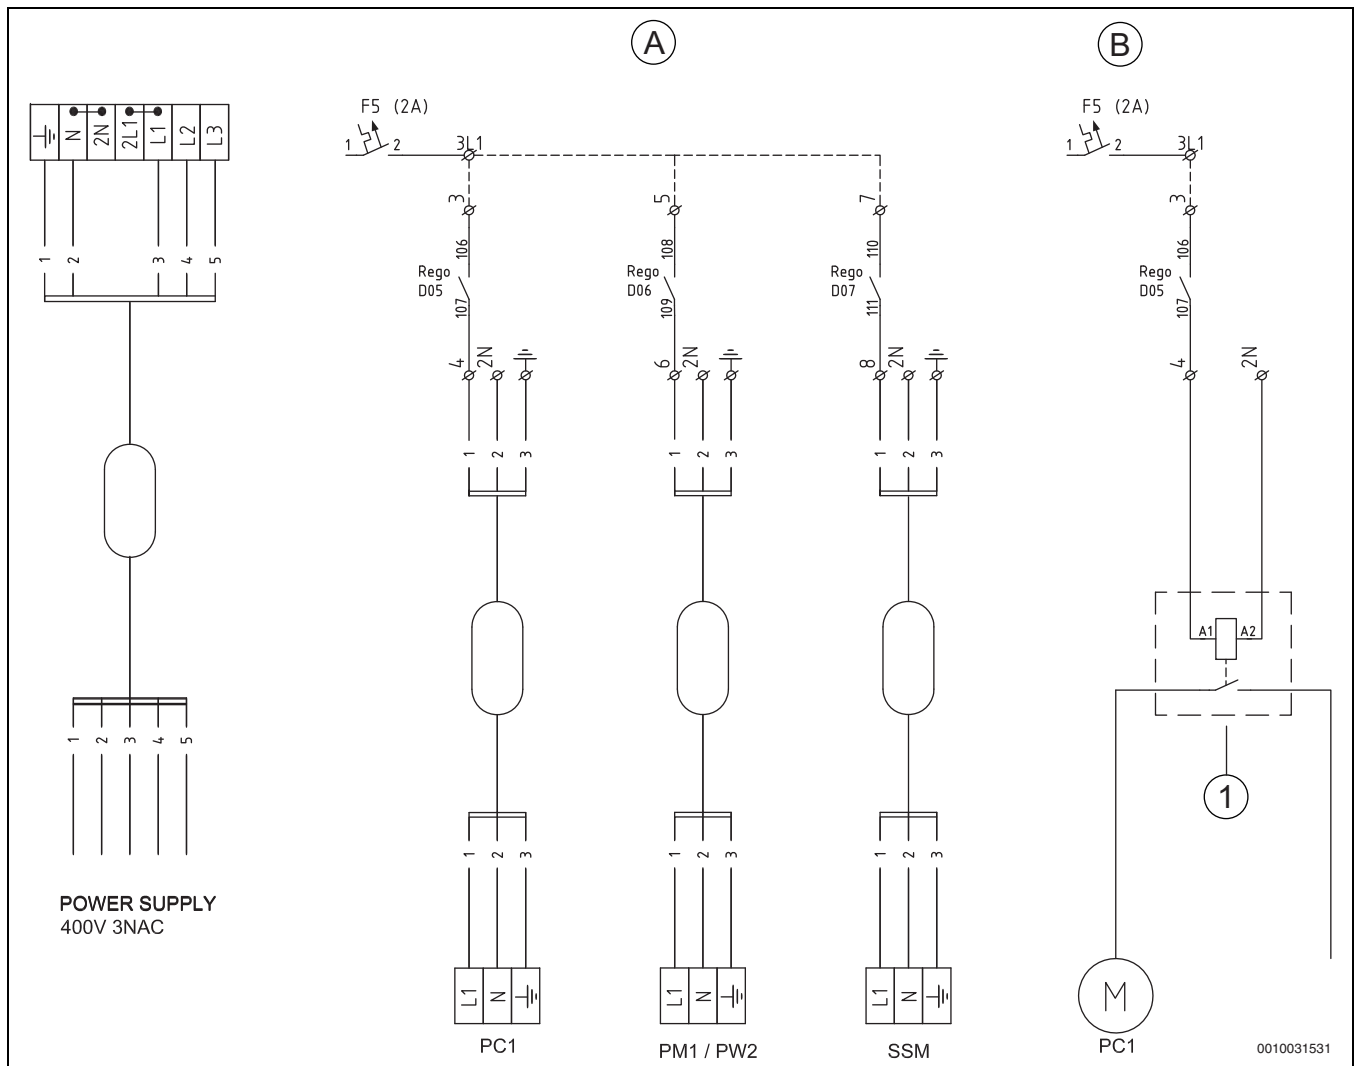 A
B
F5 (2A)
F5 (2A)
N 2N 2L1 L1 L2 L3
1 2 3L1
1 2 3L1
3 5 7 3
106 108 110 106
1 2 3 4 5
Rego D05
Rego D06
Rego D07
Rego D05
107 109 111 107
4 2N
6 2N
8 2N
4 2N
1 2 3
1 2 3
1 2 3
A1 A2
1 2 3 4 5
1
1 2 3
1 2 3
1 2 3
POWER SUPPLY
400V 3NAC
L1 N
L1 N
L1 N
M
PC1
PM1 / PW2
SSM
PC1
0010031531